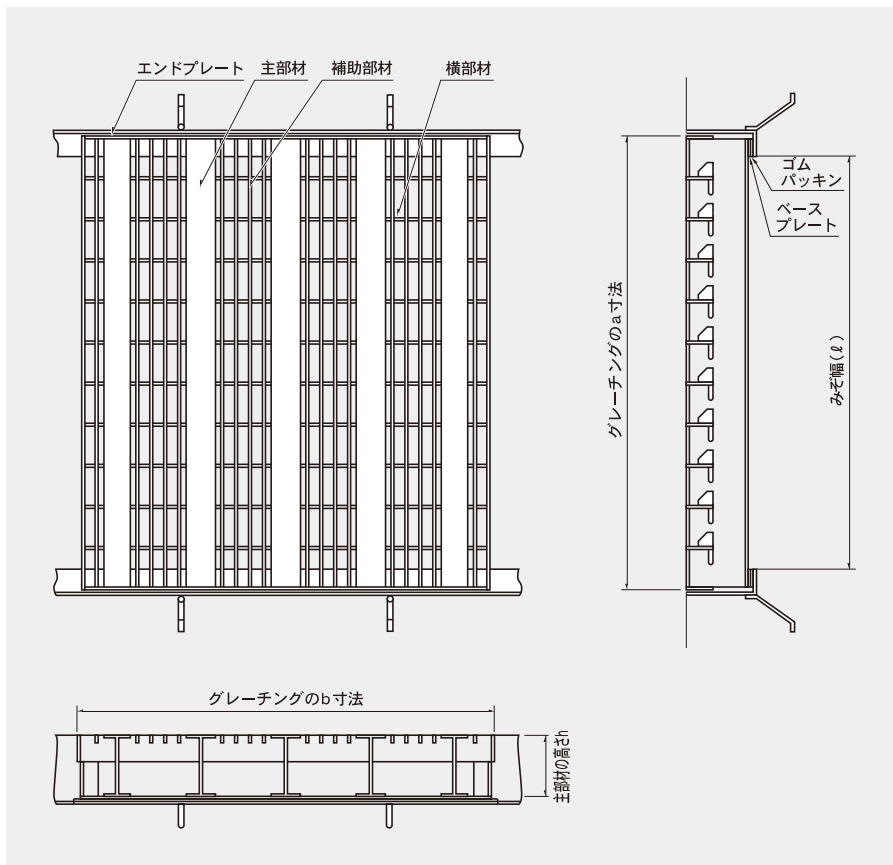 エンドプレート
主部材
補助部材
横部材
ゴム
パッキン
ベース
プレート
グレーチングのa寸法
みぞ幅(ℓ)
グレーチングのb寸法
主部材の高さh